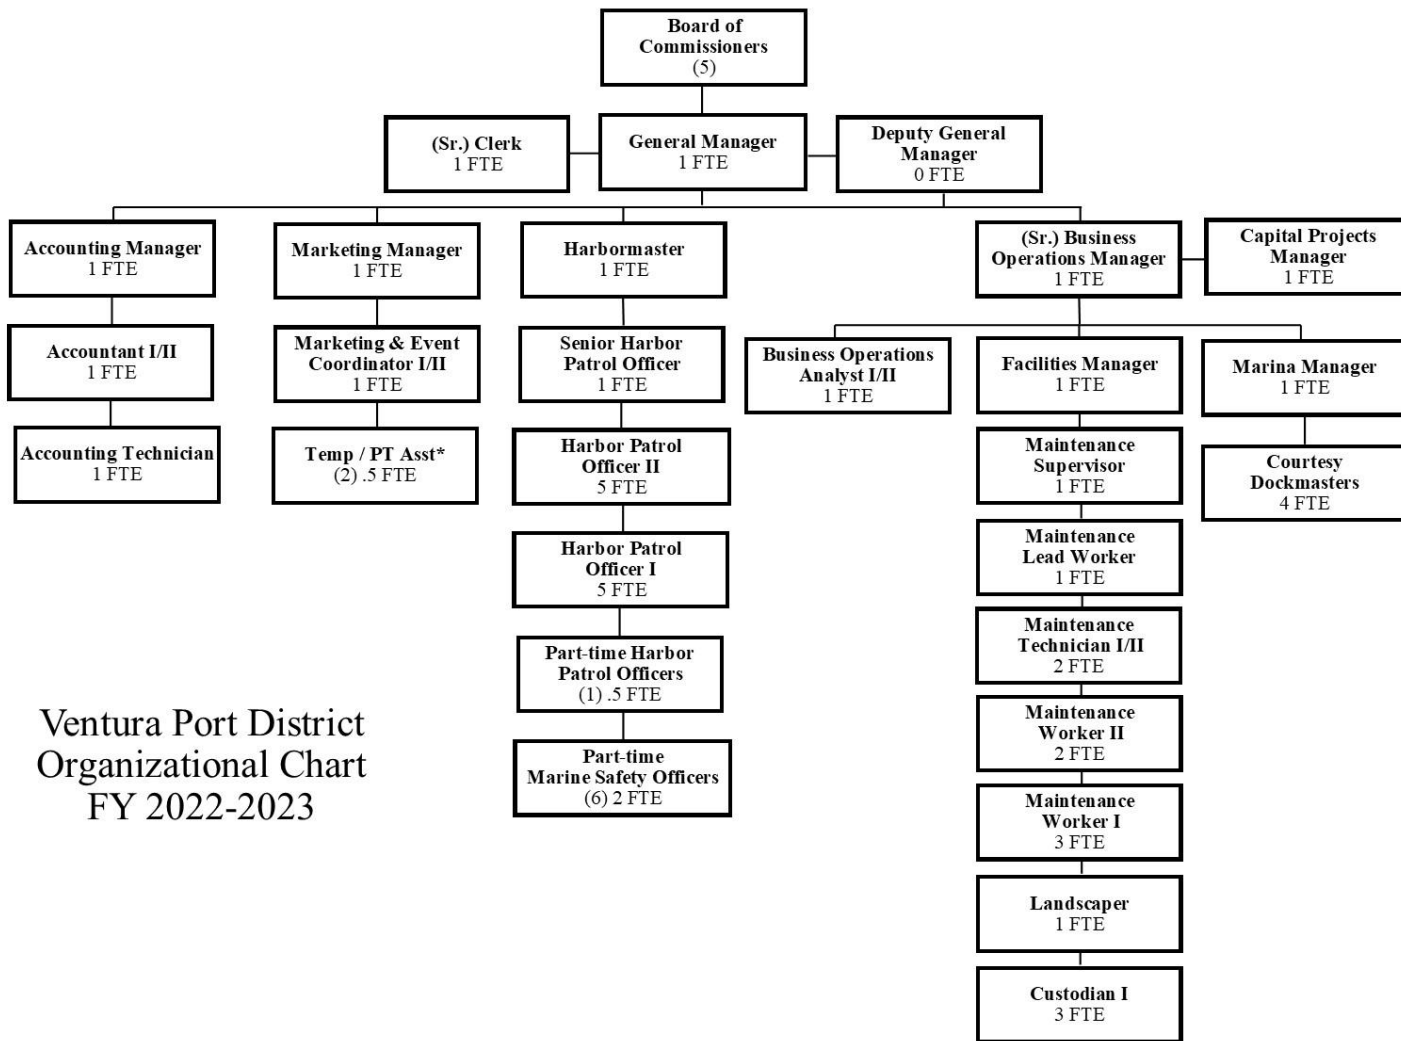 Board of
Commissioners
(5)
(Sr.) Clerk
1 FTE
General Manager
1 FTE
Deputy General
Manager
0 FTE
Accounting Manager
1 FTE
Marketing Manager
1 FTE
Harbormaster
1 FTE
(Sr.) Business
Operations Manager
1 FTE
Capital Projects
Manager
1 FTE
Accountant I/II
1 FTE
Marketing & Event
Coordinator I/II
1 FTE
Senior Harbor
Patrol Officer
1 FTE
Business Operations
Analyst I/II
1 FTE
Facilities Manager
1 FTE
Marina Manager
1 FTE
Accounting Technician
1 FTE
Temp / PT Asst*
(2) .5 FTE
Harbor Patrol
Officer II
5 FTE
Maintenance
Supervisor
1 FTE
Courtesy
Dockmasters
4 FTE
Harbor Patrol
Officer I
5 FTE
Maintenance
Lead Worker
1 FTE
Part-time Harbor
Patrol Officers
(1) .5 FTE
Maintenance
Technician I/II
2 FTE
Part-time
Marine Safety Officers
(6) 2 FTE
Maintenance
Worker II
2 FTE
Maintenance
Worker I
3 FTE
Landscaper
1 FTE
Custodian I
3 FTE
Ventura Port District
Organizational Chart
FY 2022-2023